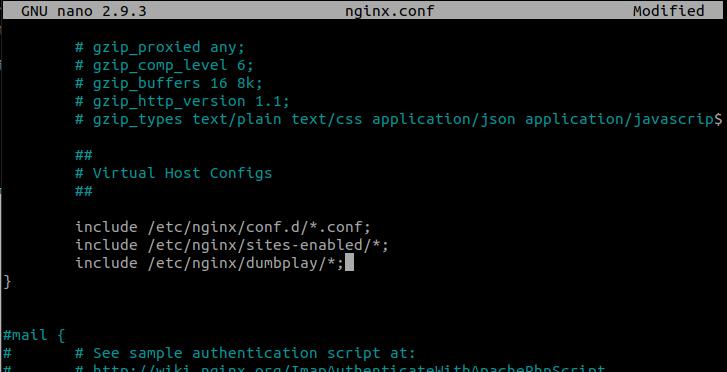 GNU nano 2.9.3 nginx.conf Modified
# gzip_proxied any;
# gzip_comp_level 6;
# gzip_buffers 16 8k;
# gzip_http_version 1.1;
# gzip_types text/plain text/css application/json application/javascrip$
##
# Virtual Host Configs
##
include /etc/nginx/conf.d/*.conf;
include /etc/nginx/sites-enabled/*;
include /etc/nginx/dumbplay/*;
}
#mail {
# # See sample authentication script at:
# # http://wiki.nginx.org/ImapAuthenticateWithApachePhpScript